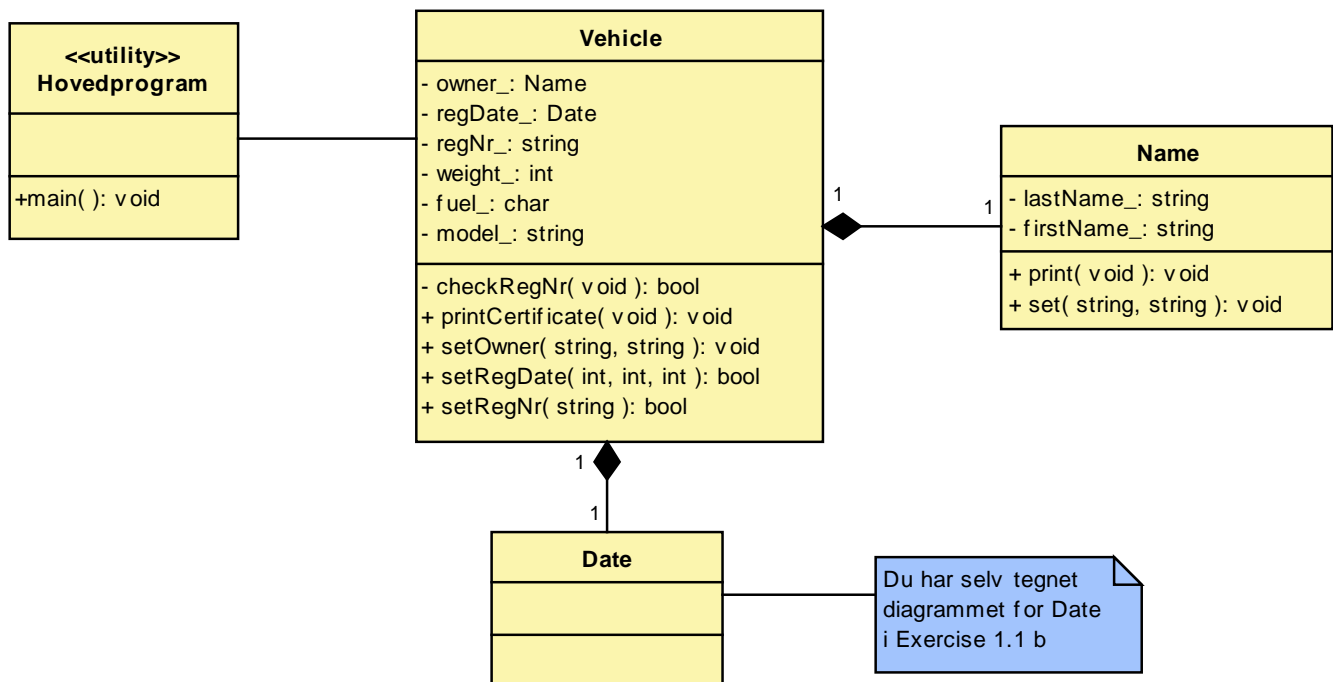 <<utility>>
Hovedprogram
+main( ): void
Vehicle
- owner_: Name
- regDate_: Date
- regNr_: string
- weight_: int
- fuel_: char
- model_: string
- checkRegNr( void ): bool
+ printCertificate( void ): void
+ setOwner( string, string ): void
+ setRegDate( int, int, int ): bool
+ setRegNr( string ): bool
1
1
Name
- lastName_: string
- firstName_: string
+ print( void ): void
+ set( string, string ): void
1
1
Date
Du har selv tegnet
diagrammet for Date
i Exercise 1.1 b